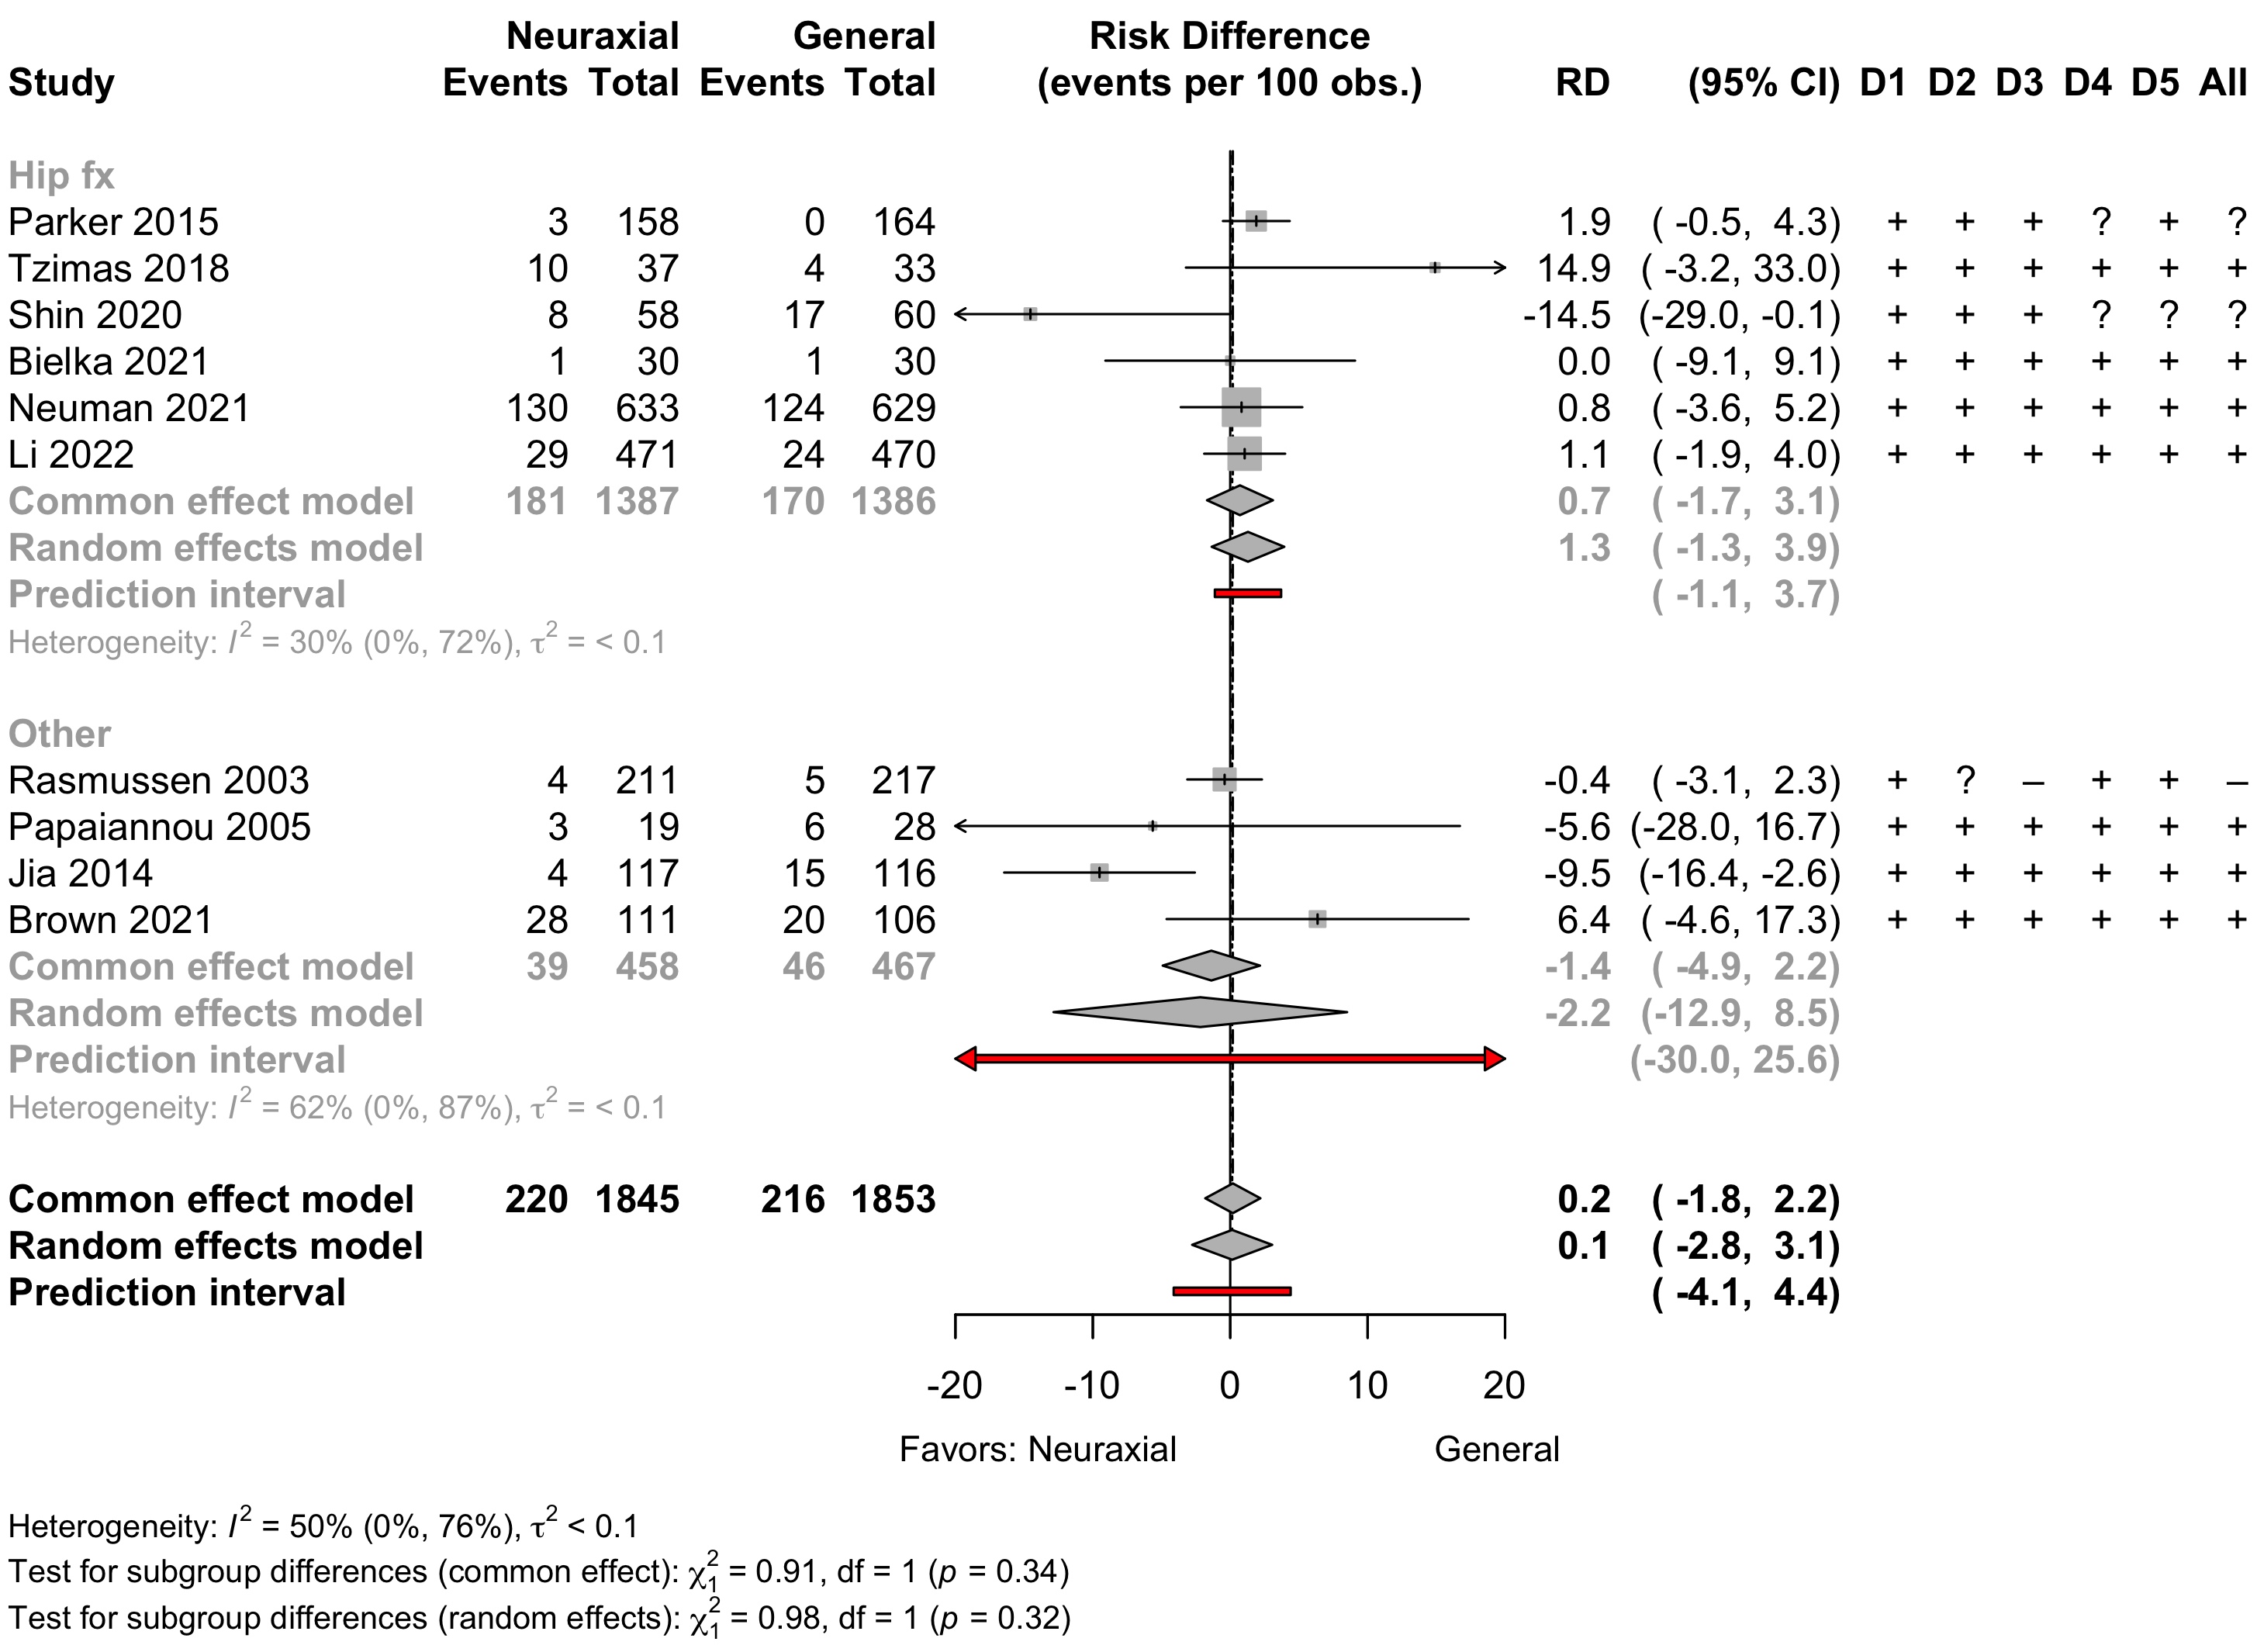 Neuraxial General Risk Difference
Study Events Total Events Total (events per 100 obs.) RD (95% CI) D1 D2 D3 D4 D5 All
Hip fx
Parker 2015 3 158 0 164 1.9 ( -0.5, 4.3) + + + ? + ?
Tzimas 2018 10 37 4 33 14.9 ( -3.2, 33.0) + + + + + +
Shin 2020 8 58 17 60 -14.5 (-29.0, -0.1) + + + ? ? ?
Bielka 2021 1 30 1 30 0.0 ( -9.1, 9.1) + + + + + +
Neuman 2021 130 633 124 629 0.8 ( -3.6, 5.2) + + + + + +
Li 2022 29 471 24 470 1.1 ( -1.9, 4.0) + + + + + +
Common effect model 181 1387 170 1386 0.7 ( -1.7, 3.1)
Random effects model 1.3 ( -1.3, 3.9)
Prediction interval ( -1.1, 3.7)
Heterogeneity: I² = 30% (0%, 72%), τ² = < 0.1
Other
Rasmussen 2003 4 211 5 217 -0.4 ( -3.1, 2.3) + ? – + + –
Papaiannou 2005 3 19 6 28 -5.6 (-28.0, 16.7) + + + + + +
Jia 2014 4 117 15 116 -9.5 (-16.4, -2.6) + + + + + +
Brown 2021 28 111 20 106 6.4 ( -4.6, 17.3) + + + + + +
Common effect model 39 458 46 467 -1.4 ( -4.9, 2.2)
Random effects model -2.2 (-12.9, 8.5)
Prediction interval (-30.0, 25.6)
Heterogeneity: I² = 62% (0%, 87%), τ² = < 0.1
Common effect model 220 1845 216 1853 0.2 ( -1.8, 2.2)
Random effects model 0.1 ( -2.8, 3.1)
Prediction interval ( -4.1, 4.4)
-20 -10 0 10 20
Favors: Neuraxial General
Heterogeneity: I² = 50% (0%, 76%), τ² < 0.1
Test for subgroup differences (common effect): χ²₁ = 0.91, df = 1 (p = 0.34)
Test for subgroup differences (random effects): χ²₁ = 0.98, df = 1 (p = 0.32)